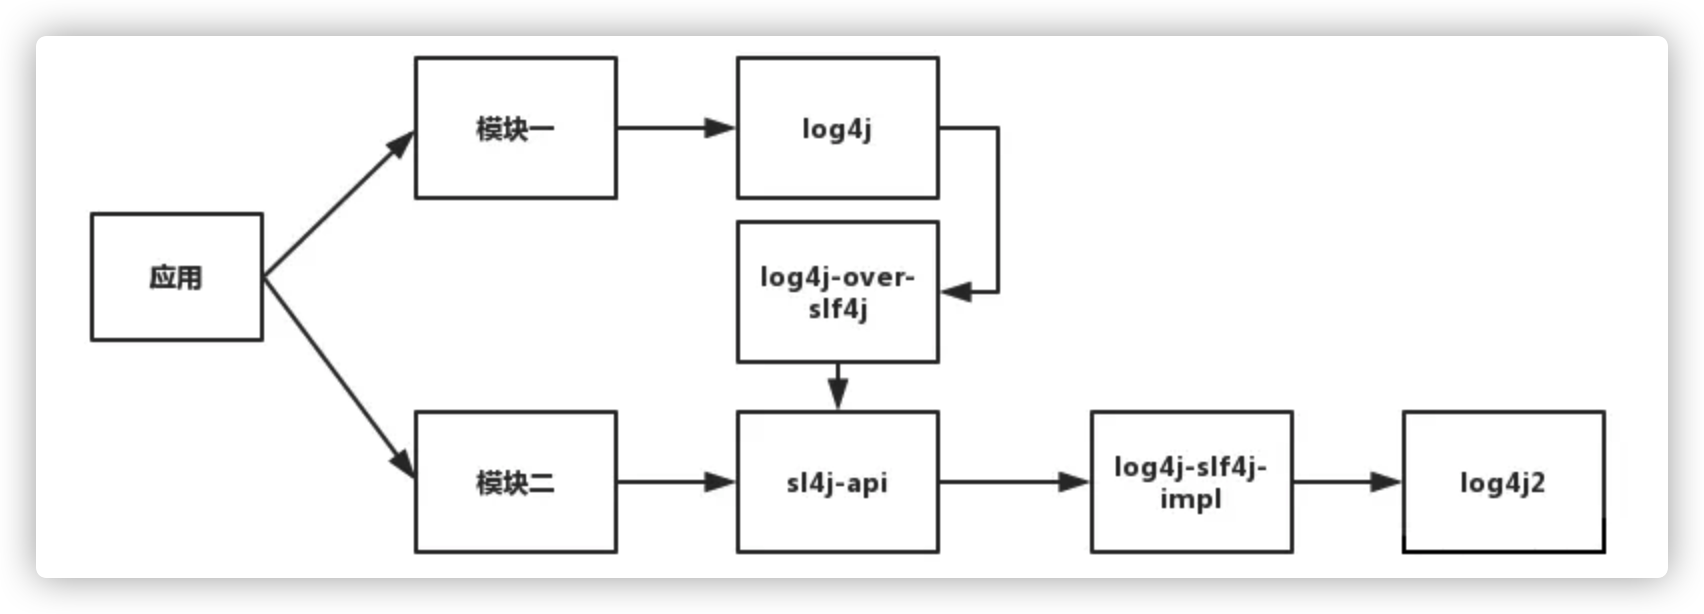 模块一
log4j
应用
log4j-over-
slf4j
模块二
sl4j-api
log4j-slf4j-
impl
log4j2